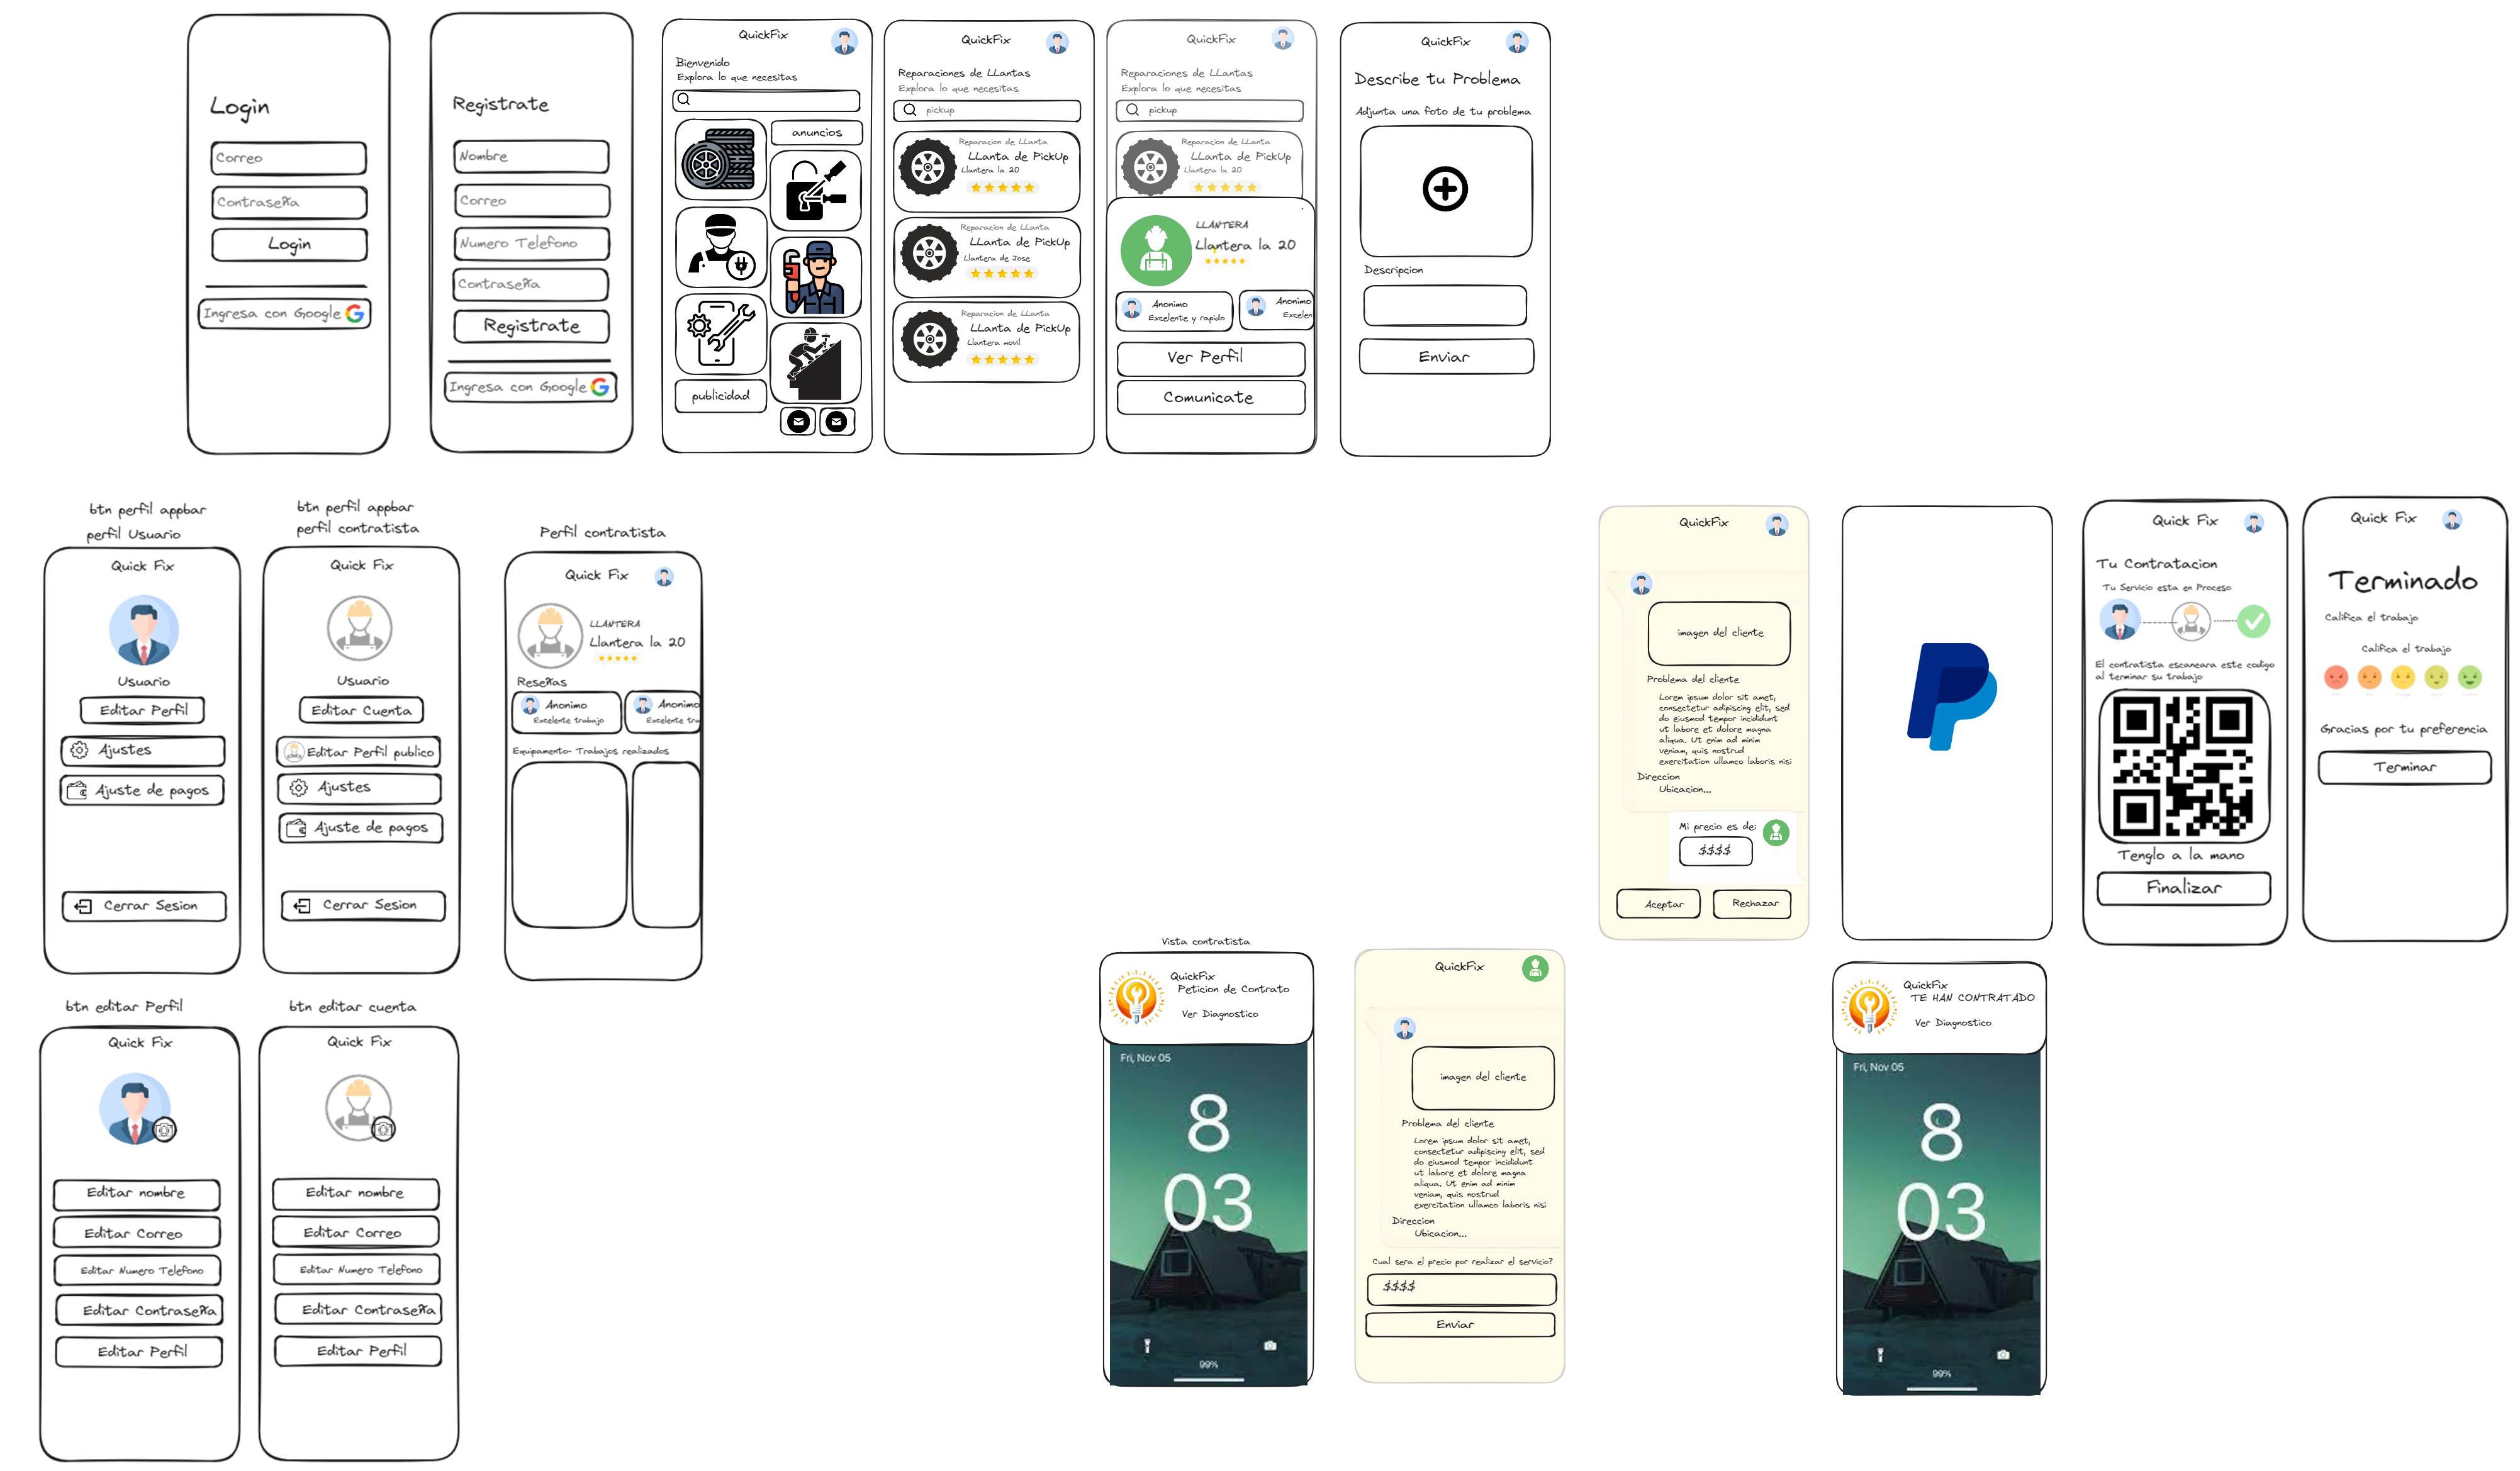 Login
Correo
Contraseña
Login
Ingresa con Google
Registrate
Nombre
Correo
Numero Telefono
Contraseña
Registrate
Ingresa con Google
QuickFix
Bienvenido
Explora lo que necesitas
anuncios
publicidad
QuickFix
Reparaciones de LLantas
Explora lo que necesitas
pickup
Reparacion de LLanta
LLanta de PickUp
Llantera la 20
Reparacion de LLanta
LLanta de PickUp
Llantera de Jose
Reparacion de LLanta
LLanta de PickUp
Llantera movil
QuickFix
Reparaciones de LLantas
Explora lo que necesitas
pickup
Reparacion de LLanta
LLanta de PickUp
Llantera la 20
LLANTERA
Llantera la 20
Anonimo
Excelente y rapido
Anonimo
Excelen
Ver Perfil
Comunicate
QuickFix
Describe tu Problema
Adjunta una foto de tu problema
Descripcion
Enviar
btn perfil appbar
perfil Usuario
Quick Fix
Usuario
Editar Perfil
Ajustes
Ajuste de pagos
Cerrar Sesion
btn perfil appbar
perfil contratista
Quick Fix
Usuario
Editar Cuenta
Editar Perfil publico
Ajustes
Ajuste de pagos
Cerrar Sesion
Perfil contratista
Quick Fix
LLANTERA
Llantera la 20
Reseñas
Anonimo
Excelente trabajo
Anonimo
Excelente tra
Equipamento- Trabajos realizados
QuickFix
imagen del cliente
Problema del cliente
Lorem ipsum dolor sit amet,
consectetur adipiscing elit, sed
do eiusmod tempor incididunt
ut labore et dolore magna
aliqua. Ut enim ad minim
veniam, quis nostrud
exercitation ullamco laboris nisi
Direccion
Ubicacion...
Mi precio es de:
$$$$
Aceptar
Rechazar
Quick Fix
Tu Contratacion
Tu Servicio esta en Proceso
El contratista escaneara este codigo
al terminar su trabajo
Tenglo a la mano
Finalizar
Quick Fix
Terminado
Califica el trabajo
Califica el trabajo
Gracias por tu preferencia
Terminar
btn editar Perfil
Quick Fix
Editar nombre
Editar Correo
Editar Numero Telefono
Editar Contraseña
Editar Perfil
btn editar cuenta
Quick Fix
Editar nombre
Editar Correo
Editar Numero Telefono
Editar Contraseña
Editar Perfil
Vista contratista
QuickFix
Peticion de Contrato
Ver Diagnostico
Fri, Nov 05
8
03
99%
QuickFix
imagen del cliente
Problema del cliente
Lorem ipsum dolor sit amet,
consectetur adipiscing elit, sed
do eiusmod tempor incididunt
ut labore et dolore magna
aliqua. Ut enim ad minim
veniam, quis nostrud
exercitation ullamco laboris nisi
Direccion
Ubicacion...
Cual sera el precio por realizar el servicio?
$$$$
Enviar
QuickFix
TE HAN CONTRATADO
Ver Diagnostico
Fri, Nov 05
8
03
99%